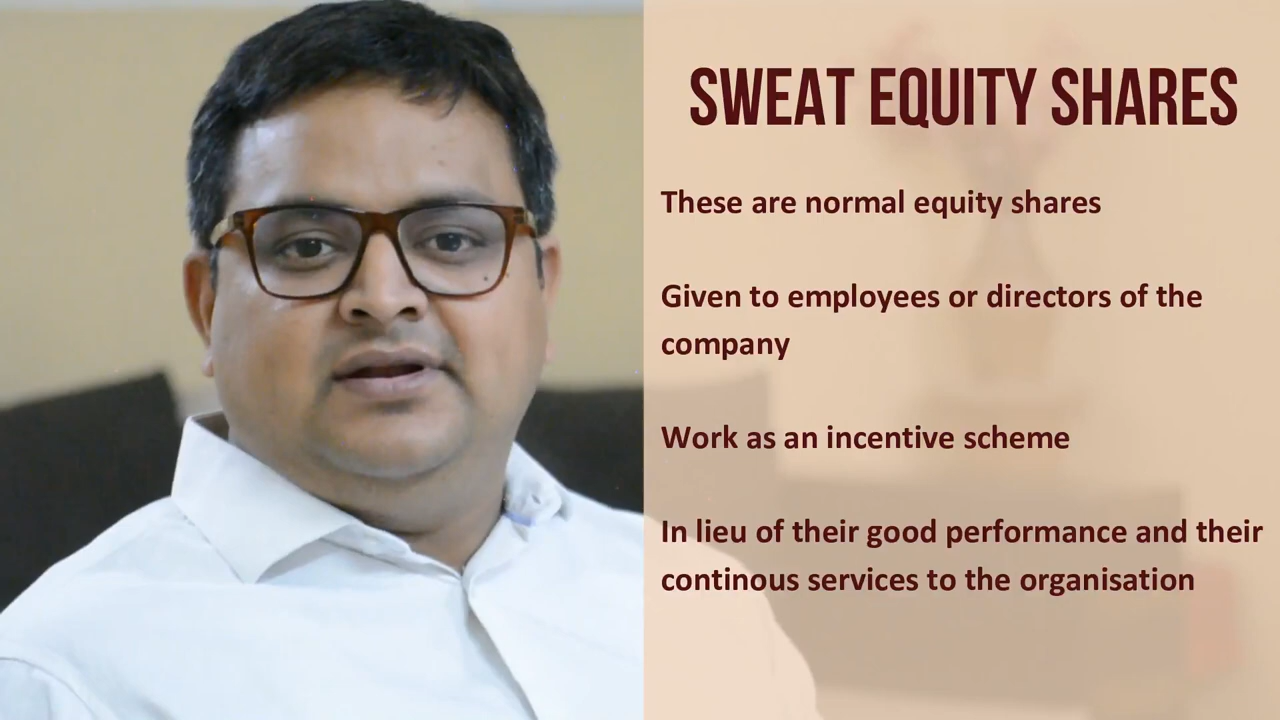 SWEAT EQUITY SHARES
These are normal equity shares
Given to employees or directors of the
company
Work as an incentive scheme
In lieu of their good performance and their
continous services to the organisation